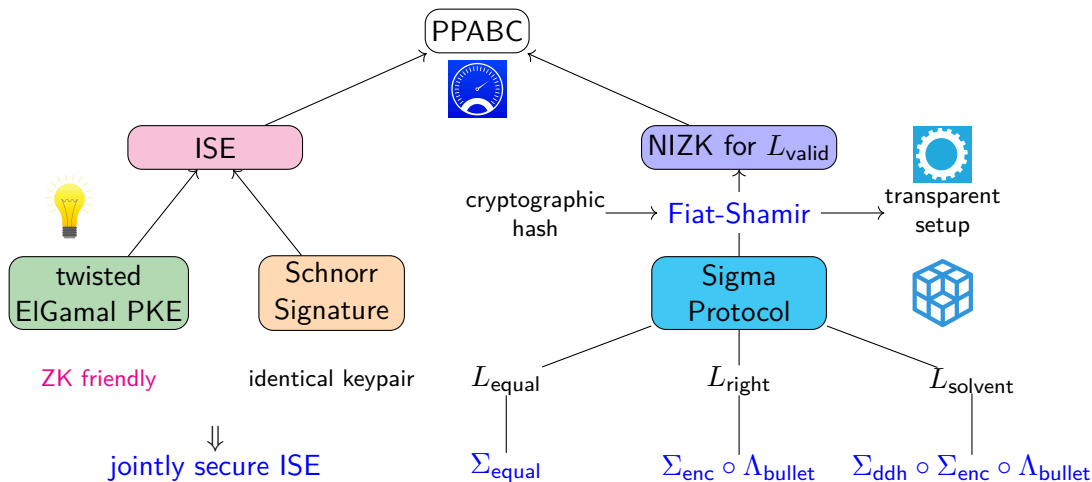 PPABC
ISE
NIZK for L_valid
cryptographic
hash
Fiat-Shamir
transparent
setup
twisted
ElGamal PKE
Schnorr
Signature
Sigma
Protocol
ZK friendly
identical keypair
L_equal
L_right
L_solvent
⇓
jointly secure ISE
Σ_equal
Σ_enc ∘ Λ_bullet
Σ_ddh ∘ Σ_enc ∘ Λ_bullet